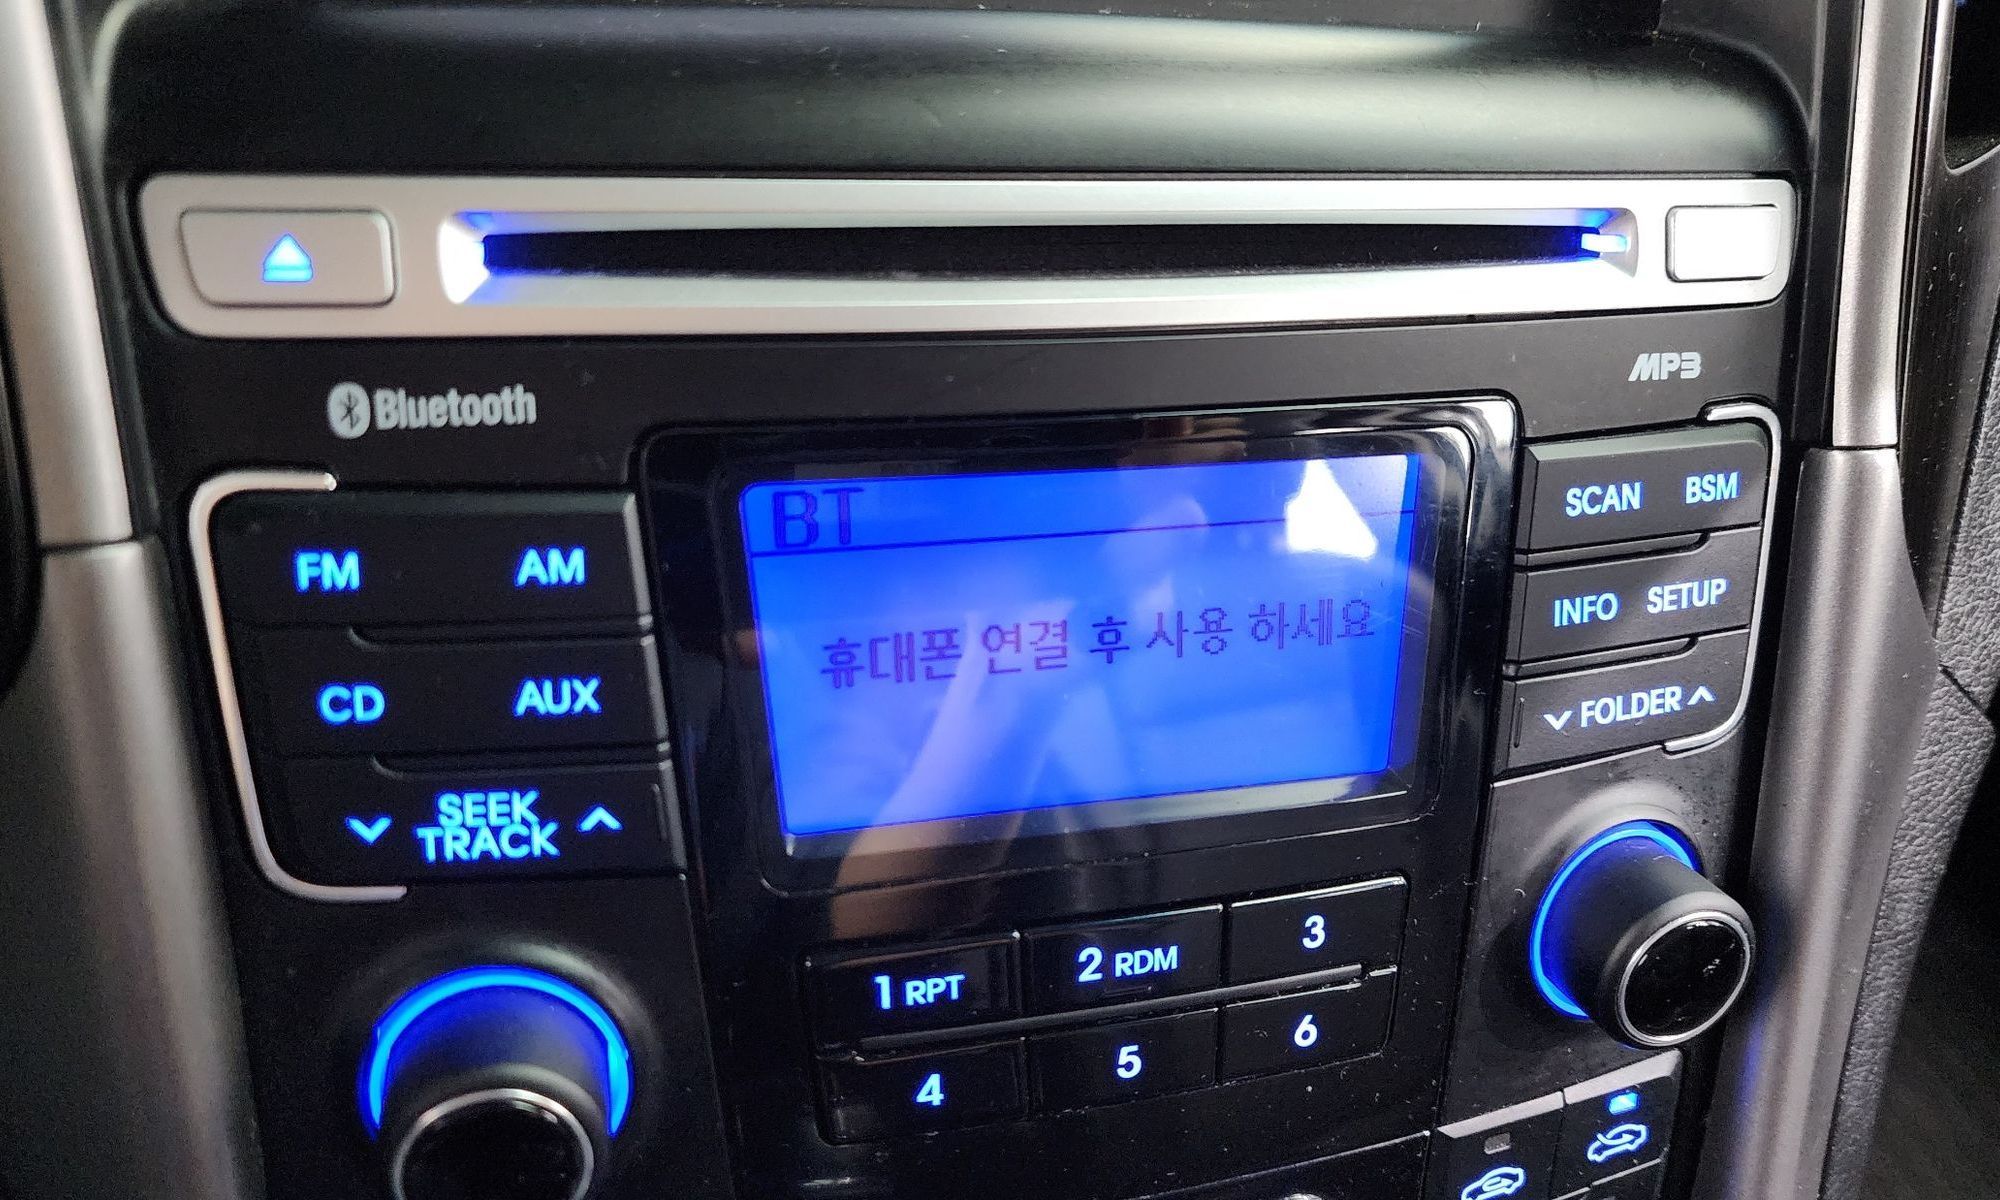 Bluetooth
MP3
BT
휴대폰 연결 후 사용 하세요
FM AM
CD AUX
SEEK
TRACK
SCAN BSM
INFO SETUP
FOLDER
1 RPT 2 RDM 3
4 5 6